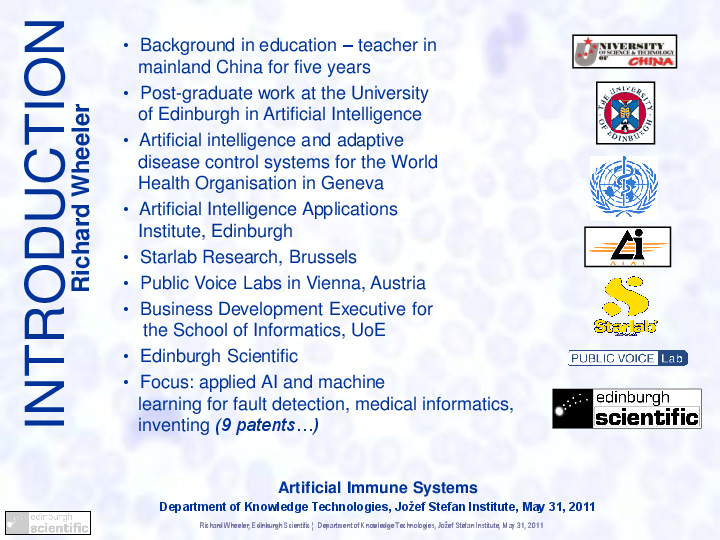 INTRODUCTION
Richard Wheeler
• Background in education – teacher in
mainland China for five years
• Post-graduate work at the University
of Edinburgh in Artificial Intelligence
• Artificial intelligence and adaptive
disease control systems for the World
Health Organisation in Geneva
• Artificial Intelligence Applications
Institute, Edinburgh
• Starlab Research, Brussels
• Public Voice Labs in Vienna, Austria
• Business Development Executive for
the School of Informatics, UoE
• Edinburgh Scientific
• Focus: applied AI and machine
learning for fault detection, medical informatics,
inventing (9 patents…)
UNIVERSITY
OF SCIENCE & TECHNOLOGY
OF CHINA
THE UNIVERSITY
OF EDINBURGH
Ai
A I A I
Starlab
PUBLIC VOICE Lab
edinburgh
scientific
Artificial Immune Systems
Department of Knowledge Technologies, Jožef Stefan Institute, May 31, 2011
Richard Wheeler, Edinburgh Scientific ¦ Department of Knowledge Technologies, Jožef Stefan Institute, May 31, 2011
edinburgh
scientific